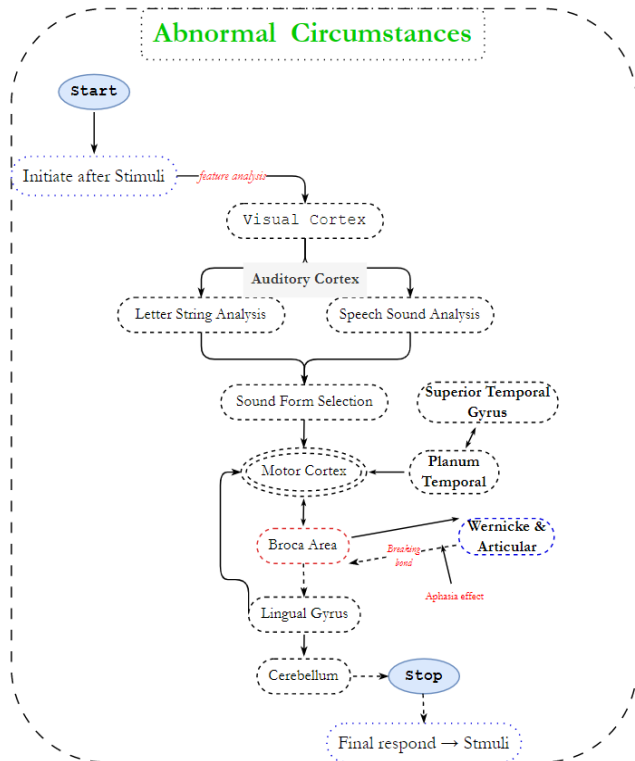 Abnormal Circumstances
Start
Initiate after Stimuli
feature analysis
Visual Cortex
Auditory Cortex
Letter String Analysis
Speech Sound Analysis
Sound Form Selection
Superior Temporal
Gyrus
Motor Cortex
Planum
Temporal
Broca Area
Breaking
bond
Wernicke &
Articular
Aphasia effect
Lingual Gyrus
Cerebellum
Stop
Final respond → Stmuli